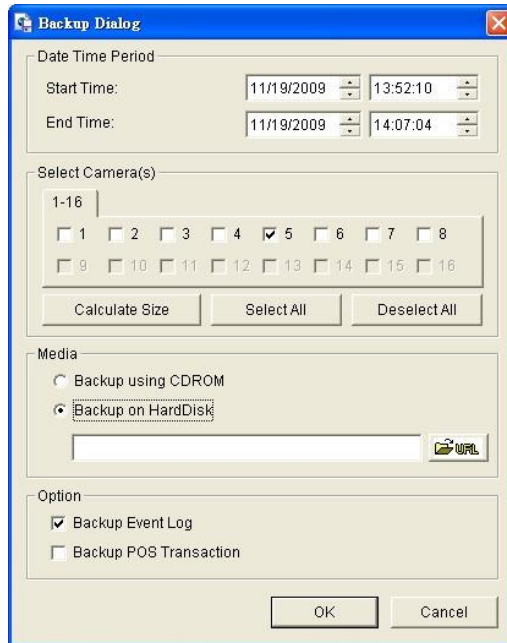 Backup Dialog
Date Time Period
Start Time: 11/19/2009 13:52:10
End Time: 11/19/2009 14:07:04
Select Camera(s)
1-16
1 2 3 4 5 6 7 8
9 10 11 12 13 14 15 16
Calculate Size Select All Deselect All
Media
Backup using CDROM
Backup on HardDisk
URL
Option
Backup Event Log
Backup POS Transaction
OK Cancel